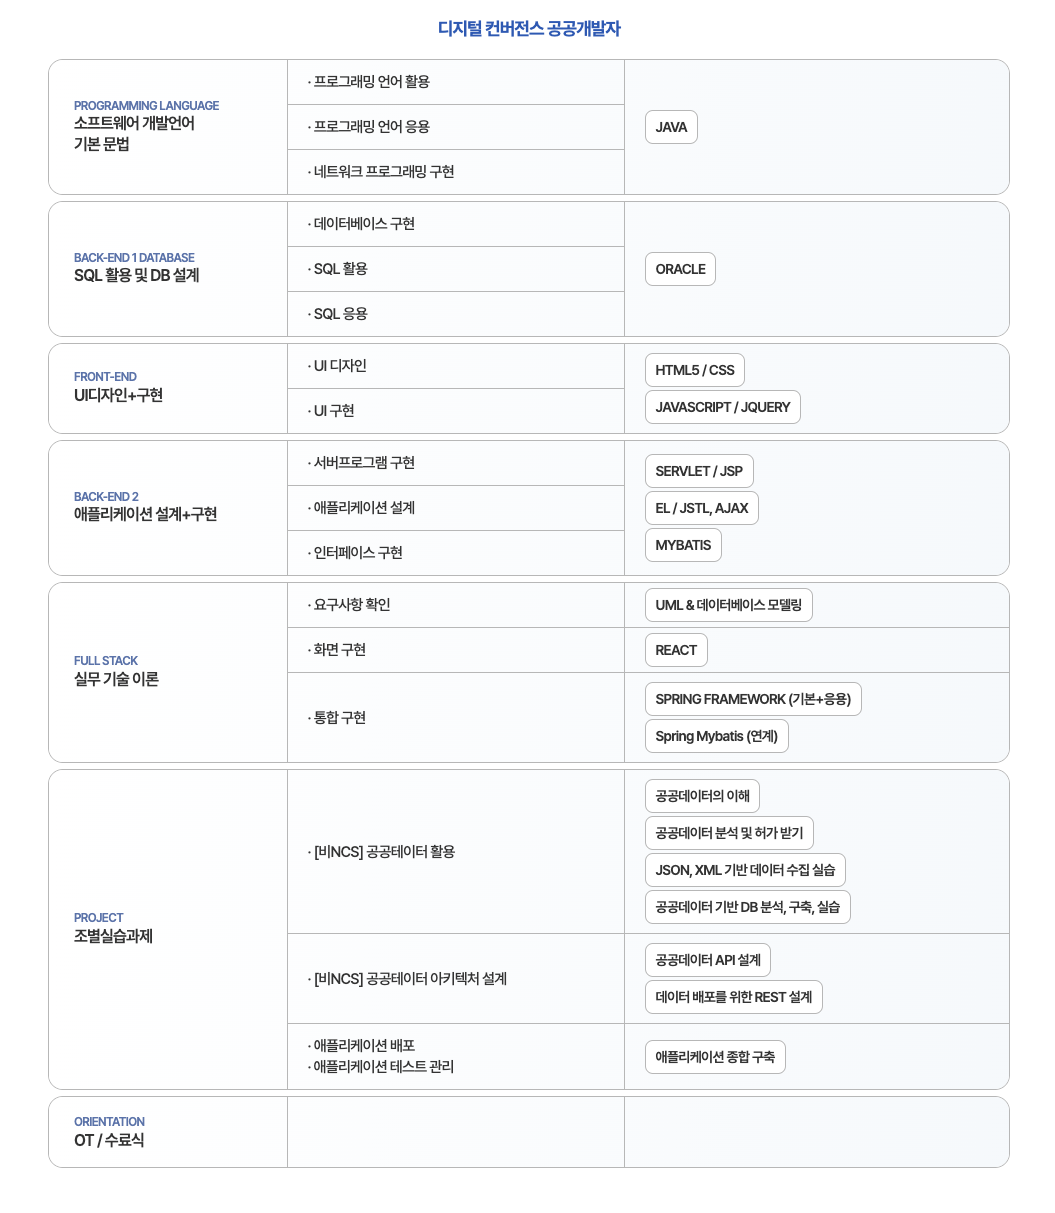 디지털 컨버전스 공공개발자
PROGRAMMING LANGUAGE
소프트웨어 개발언어
기본 문법
· 프로그래밍 언어 활용
· 프로그래밍 언어 응용
· 네트워크 프로그래밍 구현
JAVA
BACK-END 1 DATABASE
SQL 활용 및 DB 설계
· 데이터베이스 구현
· SQL 활용
· SQL 응용
ORACLE
FRONT-END
UI디자인+구현
· UI 디자인
· UI 구현
HTML5 / CSS
JAVASCRIPT / JQUERY
BACK-END 2
애플리케이션 설계+구현
· 서버프로그램 구현
· 애플리케이션 설계
· 인터페이스 구현
SERVLET / JSP
EL / JSTL, AJAX
MYBATIS
FULL STACK
실무 기술 이론
· 요구사항 확인
UML & 데이터베이스 모델링
· 화면 구현
REACT
· 통합 구현
SPRING FRAMEWORK (기본+응용)
Spring Mybatis (연계)
PROJECT
조별실습과제
· [비NCS] 공공테이터 활용
공공데이터의 이해
공공데이터 분석 및 허가 받기
JSON, XML 기반 데이터 수집 실습
공공데이터 기반 DB 분석, 구축, 실습
· [비NCS] 공공테이터 아키텍처 설계
공공데이터 API 설계
데이터 배포를 위한 REST 설계
· 애플리케이션 배포
· 애플리케이션 테스트 관리
애플리케이션 종합 구축
ORIENTATION
OT / 수료식